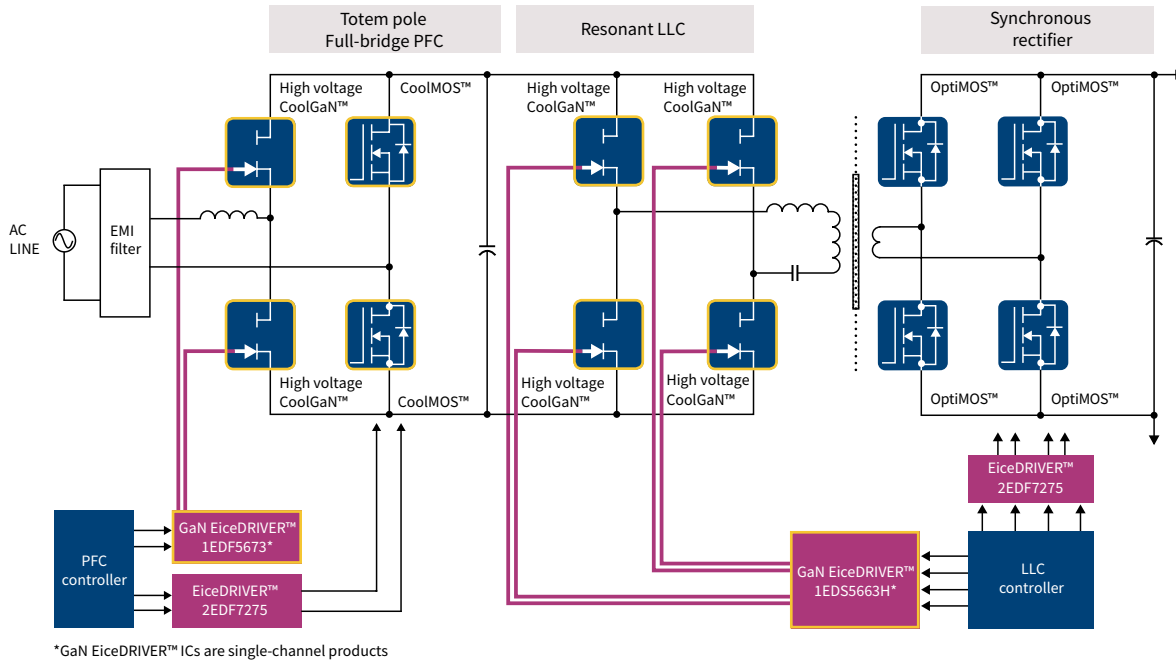 Totem pole
Full-bridge PFC
Resonant LLC
Synchronous
rectifier
High voltage
CoolGaN™
CoolMOS™
High voltage
CoolGaN™
High voltage
CoolGaN™
OptiMOS™
OptiMOS™
AC
LINE
EMI
filter
High voltage
CoolGaN™
CoolMOS™
High voltage
CoolGaN™
High voltage
CoolGaN™
OptiMOS™
OptiMOS™
EiceDRIVER™
2EDF7275
PFC
controller
GaN EiceDRIVER™
1EDF5673*
EiceDRIVER™
2EDF7275
GaN EiceDRIVER™
1EDS5663H*
LLC
controller
*GaN EiceDRIVER™ ICs are single-channel products